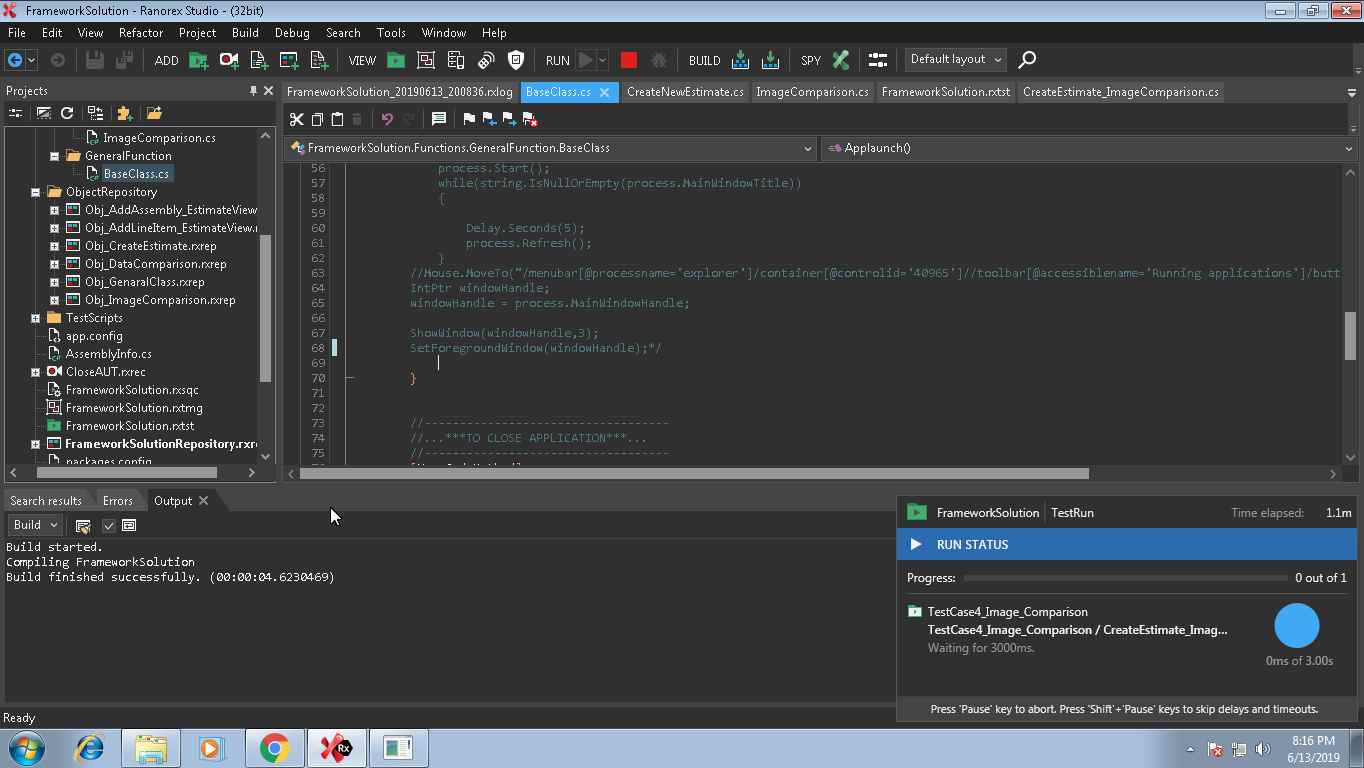 FrameworkSolution - Ranorex Studio - (32bit)
File Edit View Refactor Project Build Debug Search Tools Window Help
ADD VIEW RUN BUILD SPY Default layout
Projects
FrameworkSolution_20190613_200836.rxlog BaseClass.cs CreateNewEstimate.cs ImageComparison.cs FrameworkSolution.rxtst CreateEstimate_ImageComparison.cs
FrameworkSolution.Functions.GeneralFunction.BaseClass Applaunch()
ImageComparison.cs
GeneralFunction
BaseClass.cs
ObjectRepository
Obj_AddAssembly_EstimateView
Obj_AddLineItem_EstimateView.r
Obj_CreateEstimate.rxrep
Obj_DataComparison.rxrep
Obj_GenaralClass.rxrep
Obj_ImageComparison.rxrep
TestScripts
app.config
AssemblyInfo.cs
CloseAUT.rxrec
FrameworkSolution.rxsqc
FrameworkSolution.rxtmg
FrameworkSolution.rxtst
FrameworkSolutionRepository.rxre
packages.config
56 process.Start();
57 while(string.IsNullOrEmpty(process.MainWindowTitle))
58 {
59
60 Delay.Seconds(5);
61 process.Refresh();
62 }
63 //Mouse.MoveTo("/menubar[@processname='explorer']/container[@controlid='40965']//toolbar[@accessiblename='Running applications']/butt
64 IntPtr windowHandle;
65 windowHandle = process.MainWindowHandle;
66
67 ShowWindow(windowHandle,3);
68 SetForegroundWindow(windowHandle);*/
69
70 }
71
72
73 //-----------------------------------
74 //...***TO CLOSE APPLICATION***...
75 //-----------------------------------
Search results Errors Output
Build
Build started.
Compiling FrameworkSolution
Build finished successfully. (00:00:04.6230469)
FrameworkSolution TestRun Time elapsed: 1.1m
RUN STATUS
Progress: 0 out of 1
TestCase4_Image_Comparison
TestCase4_Image_Comparison / CreateEstimate_Imag...
Waiting for 3000ms.
0ms of 3.00s
Press 'Pause' key to abort. Press 'Shift'+'Pause' keys to skip delays and timeouts.
Ready
Rx
8:16 PM
6/13/2019